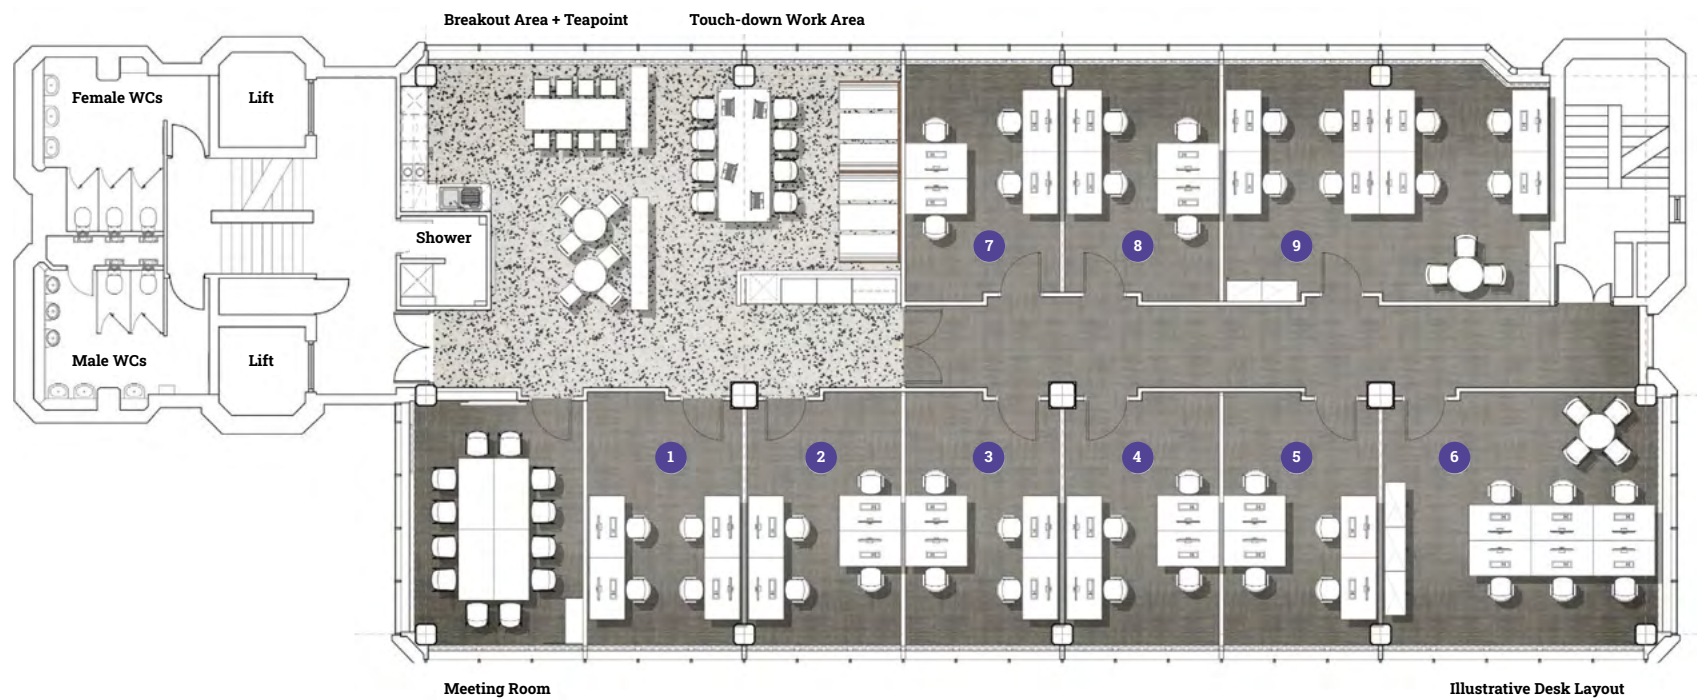 Breakout Area + Teapoint
Touch-down Work Area
Female WCs
Lift
Shower
7
8
9
Male WCs
Lift
1
2
3
4
5
6
Meeting Room
Illustrative Desk Layout